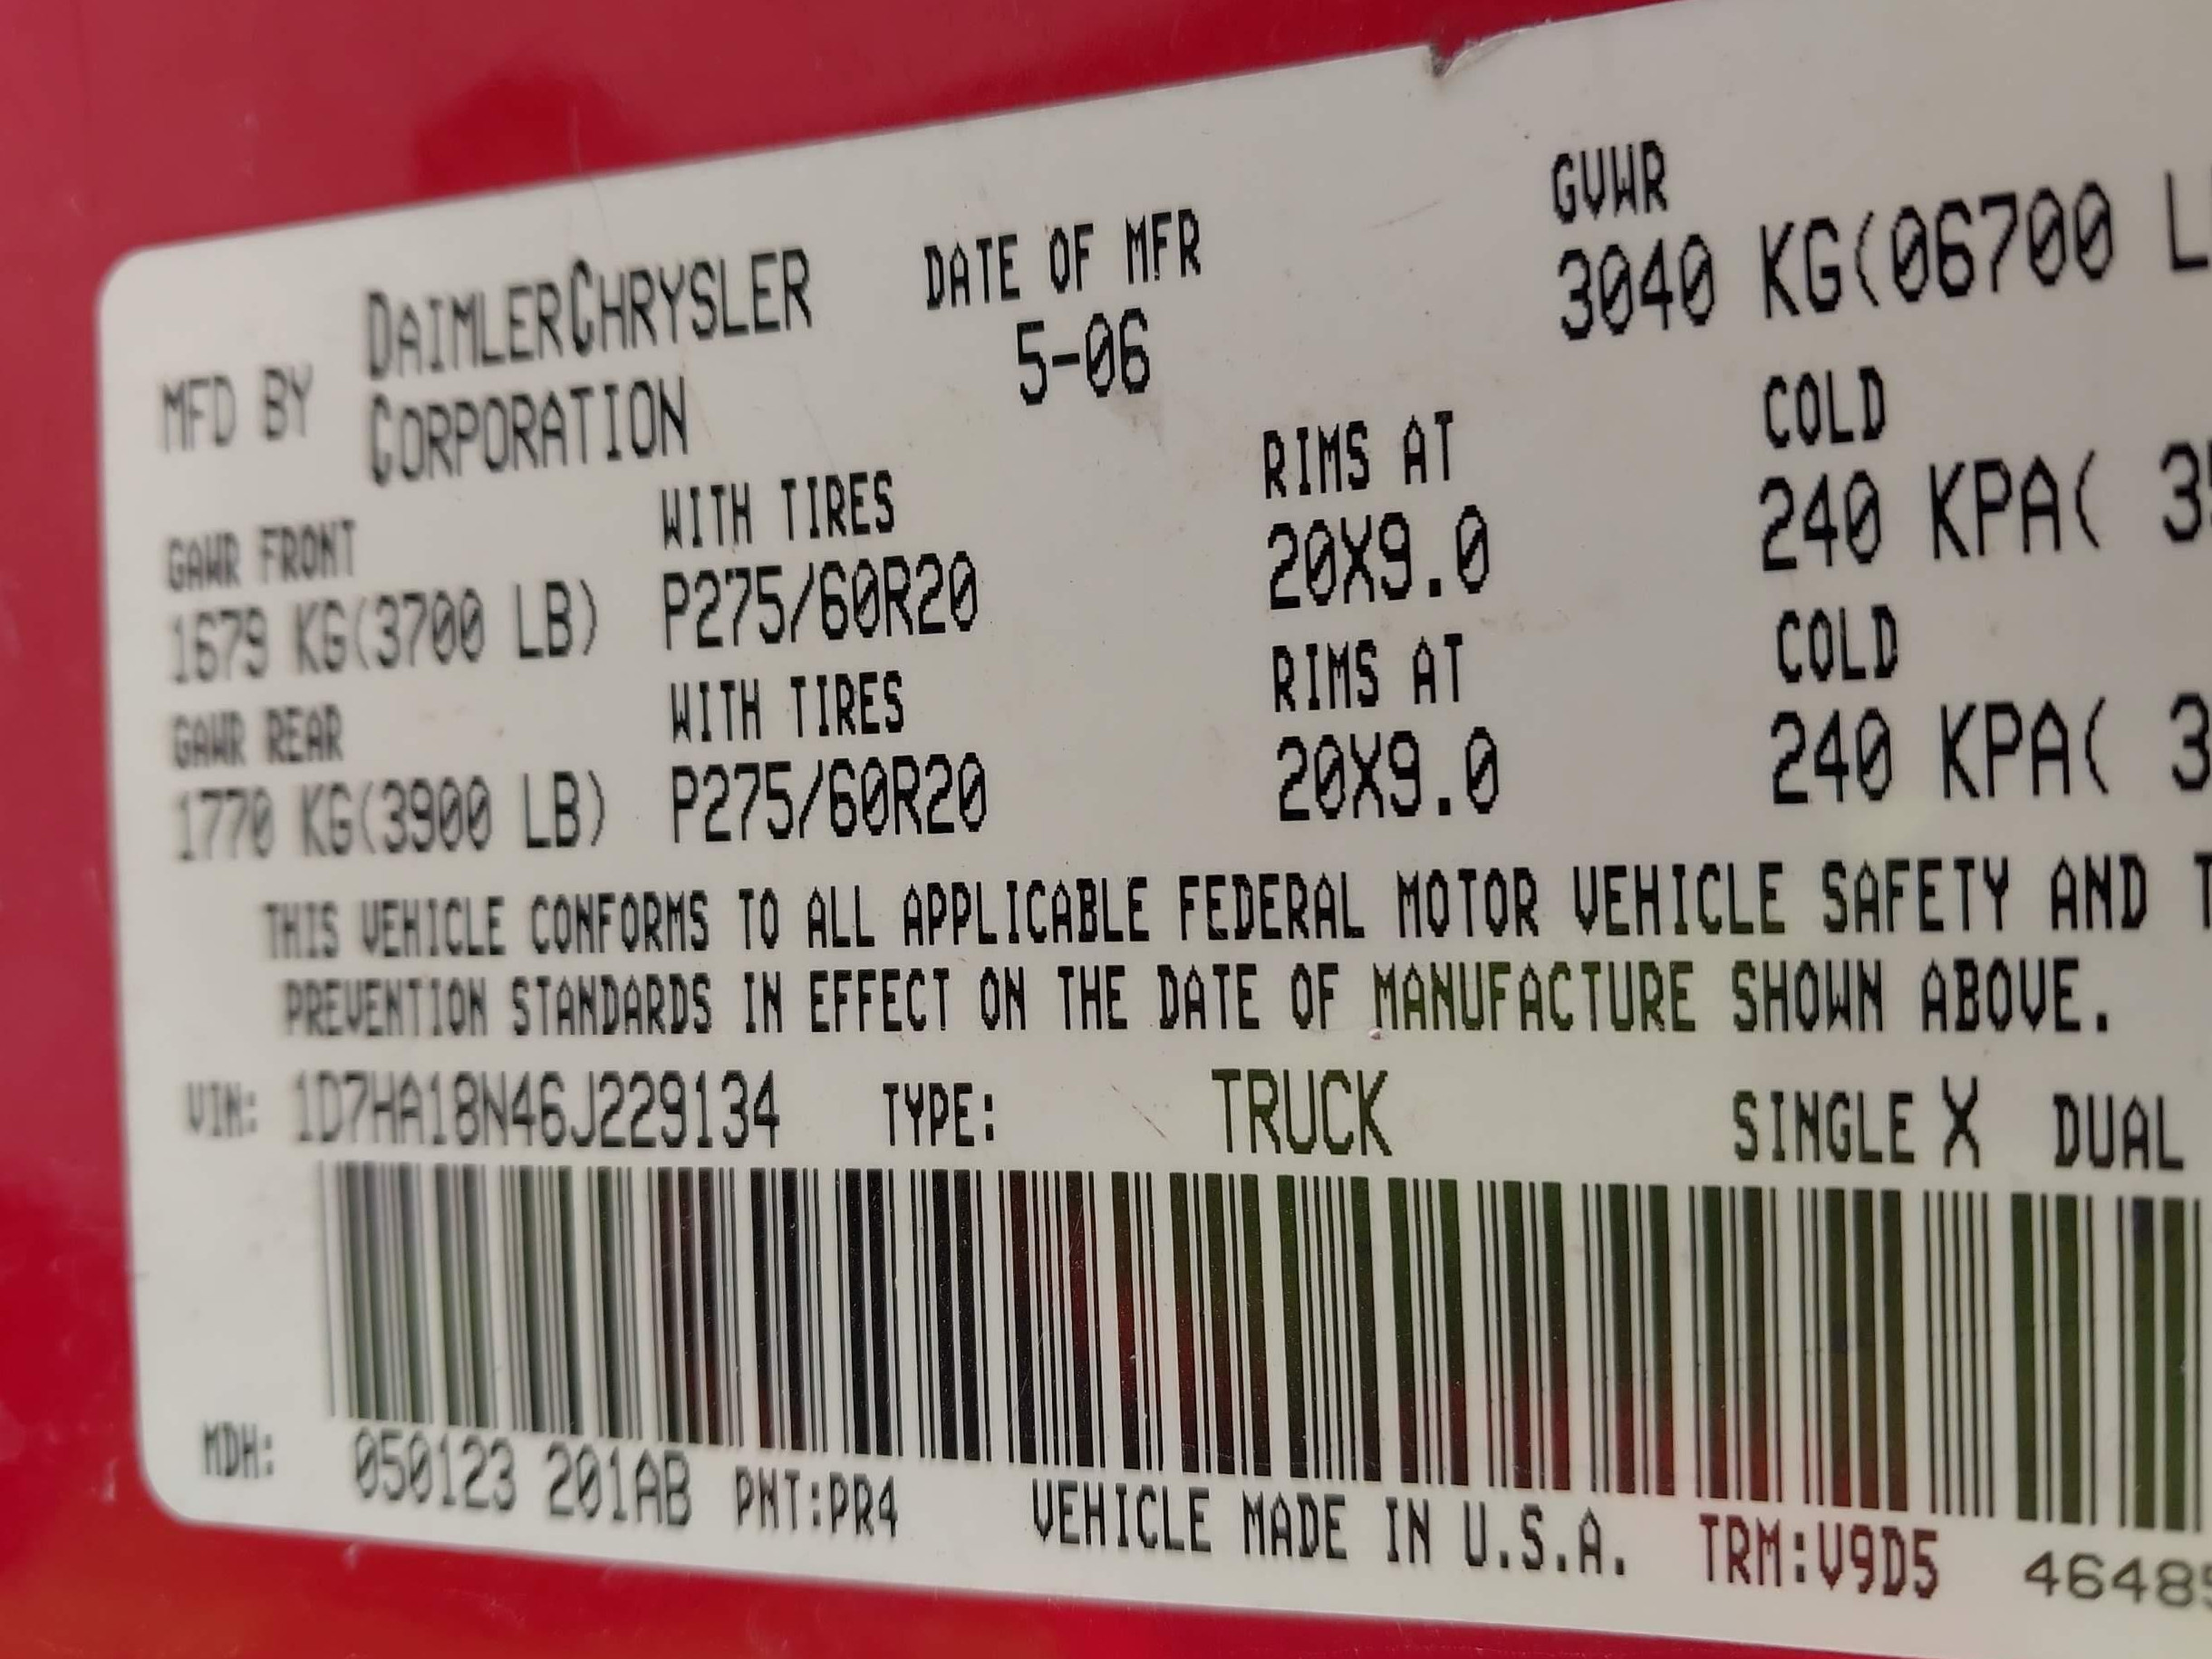 MFD BY DAIMLERCHRYSLER CORPORATION
DATE OF MFR
5-06
GVWR
3040 KG(06700 L
GAWR FRONT WITH TIRES RIMS AT COLD
1679 KG(3700 LB) P275/60R20 20X9.0 240 KPA( 3
GAWR REAR WITH TIRES RIMS AT COLD
1770 KG(3900 LB) P275/60R20 20X9.0 240 KPA( 3
THIS VEHICLE CONFORMS TO ALL APPLICABLE FEDERAL MOTOR VEHICLE SAFETY AND T
PREVENTION STANDARDS IN EFFECT ON THE DATE OF MANUFACTURE SHOWN ABOVE.
VIN: 1D7HA18N46J229134 TYPE: TRUCK SINGLE X DUAL
MDH: 050123 201AB PNT:PR4 VEHICLE MADE IN U.S.A. TRM:V9D5 4648